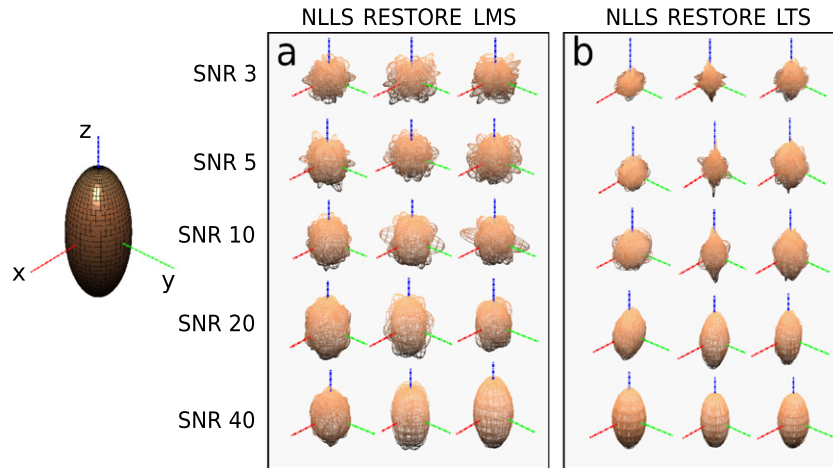 NLLS RESTORE LMS NLLS RESTORE LTS
a b
SNR 3
z
SNR 5
SNR 10
x
y
SNR 20
SNR 40